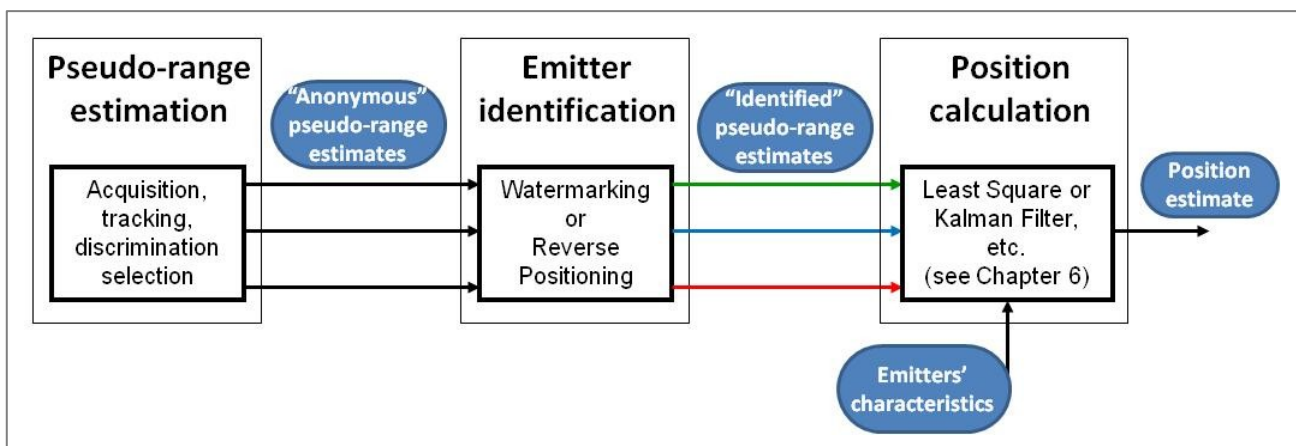 Pseudo-range
estimation
"Anonymous"
pseudo-range
estimates
Emitter
identification
"Identified"
pseudo-range
estimates
Position
calculation
Acquisition,
tracking,
discrimination
selection
Watermarking
or
Reverse
Positioning
Least Square or
Kalman Filter,
etc.
(see Chapter 6)
Position
estimate
Emitters'
characteristics